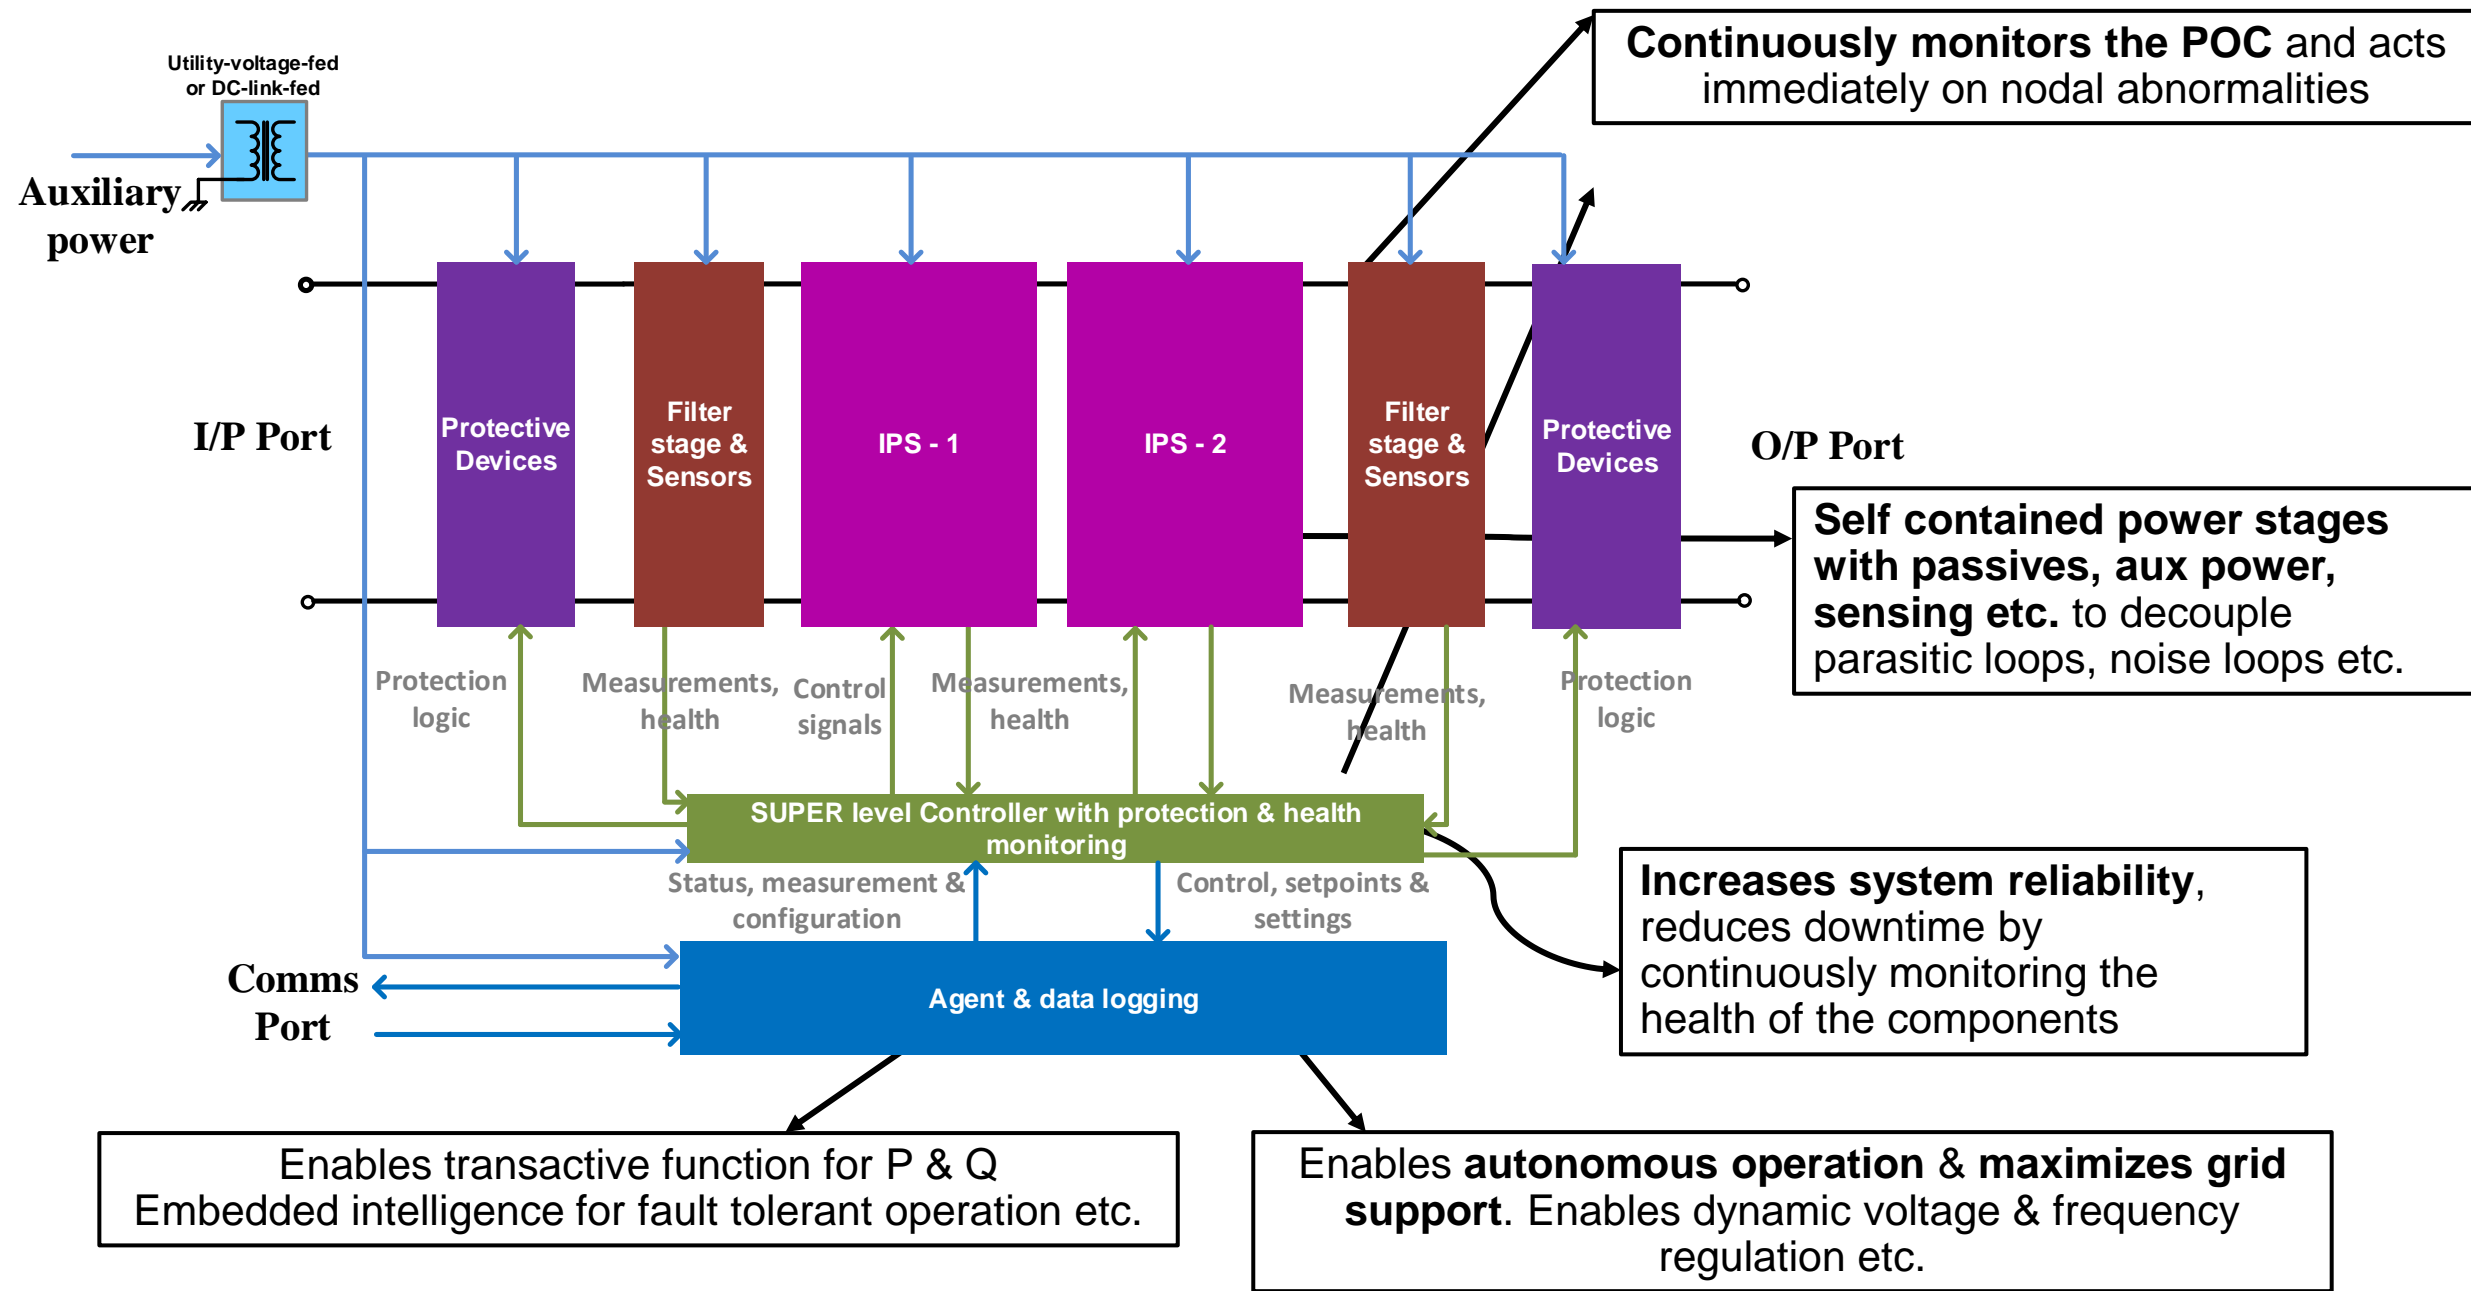 Utility-voltage-fed
or DC-link-fed
Continuously monitors the POC and acts
immediately on nodal abnormalities
Auxiliary
power
I/P Port
Protective
Devices
Filter
stage &
Sensors
IPS - 1
IPS - 2
Filter
stage &
Sensors
Protective
Devices
O/P Port
Self contained power stages
with passives, aux power,
sensing etc. to decouple
parasitic loops, noise loops etc.
Protection
logic
Measurements,
health
Control
signals
Measurements,
health
Measurements,
health
Protection
logic
SUPER level Controller with protection & health
monitoring
Status, measurement &
configuration
Control, setpoints &
settings
Increases system reliability,
reduces downtime by
continuously monitoring the
health of the components
Comms
Port
Agent & data logging
Enables transactive function for P & Q
Embedded intelligence for fault tolerant operation etc.
Enables autonomous operation & maximizes grid
support. Enables dynamic voltage & frequency
regulation etc.